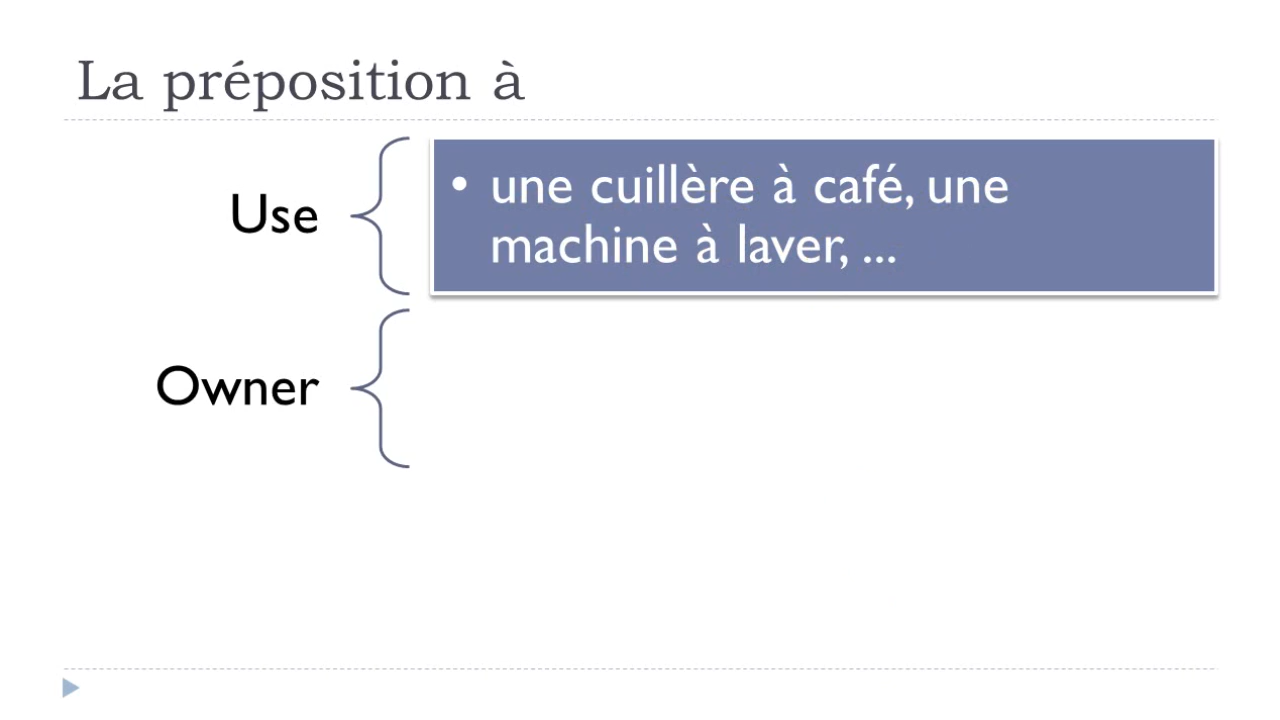 La préposition à
Use
• une cuillère à café, une
machine à laver, ...
Owner